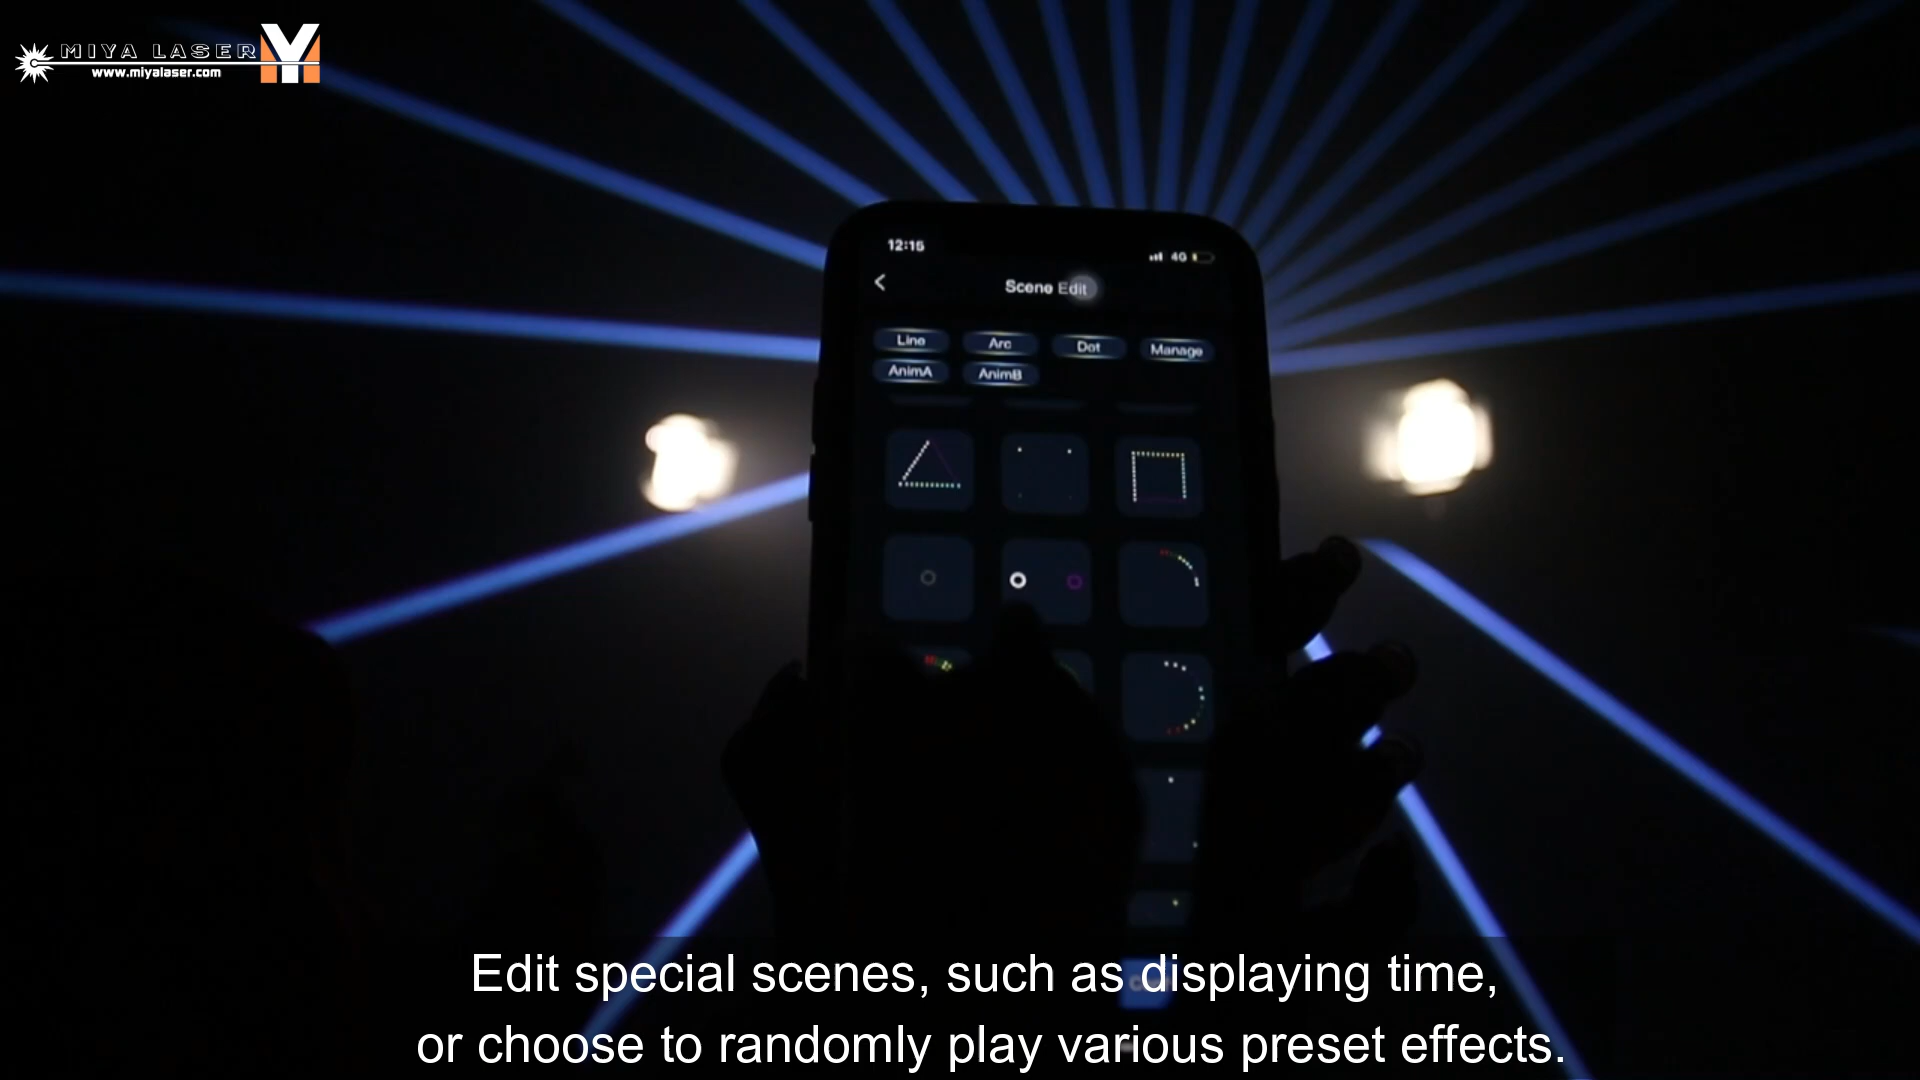 MIYA LASER
www.miyalaser.com
12:15
4G
Scene Edit
Line
Arc
Dot
Manage
AnimA
AnimB
Edit special scenes, such as displaying time,
or choose to randomly play various preset effects.